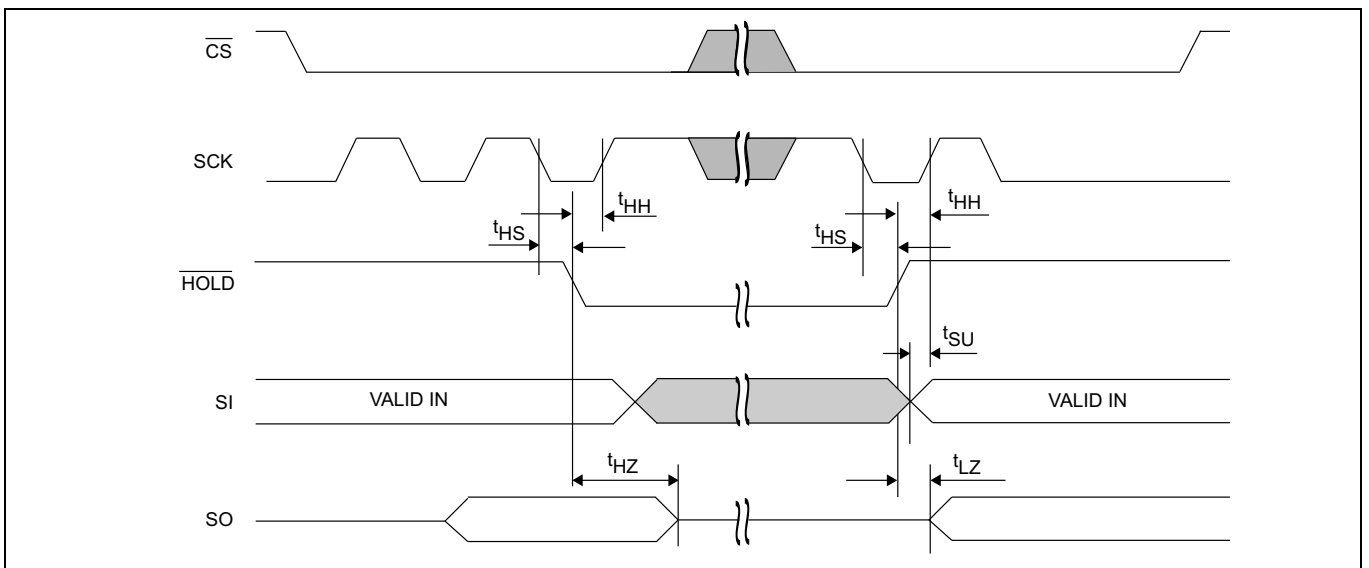 CS
SCK
tHH
tHH
tHS
tHS
HOLD
tSU
SI
VALID IN
VALID IN
tHZ
tLZ
SO